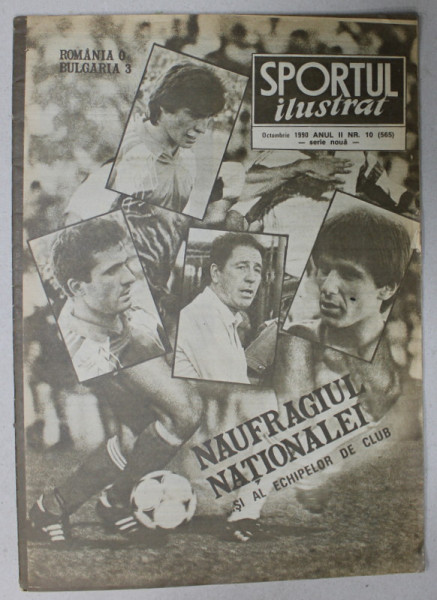 ROMÂNIA 0
BULGARIA 3
SPORTUL
ilustrat
Octombrie 1990 ANUL II NR. 10 (565)
— serie nouă —
NAUFRAGIUL
NAȚIONALEI
...ȘI AL ECHIPELOR DE CLUB